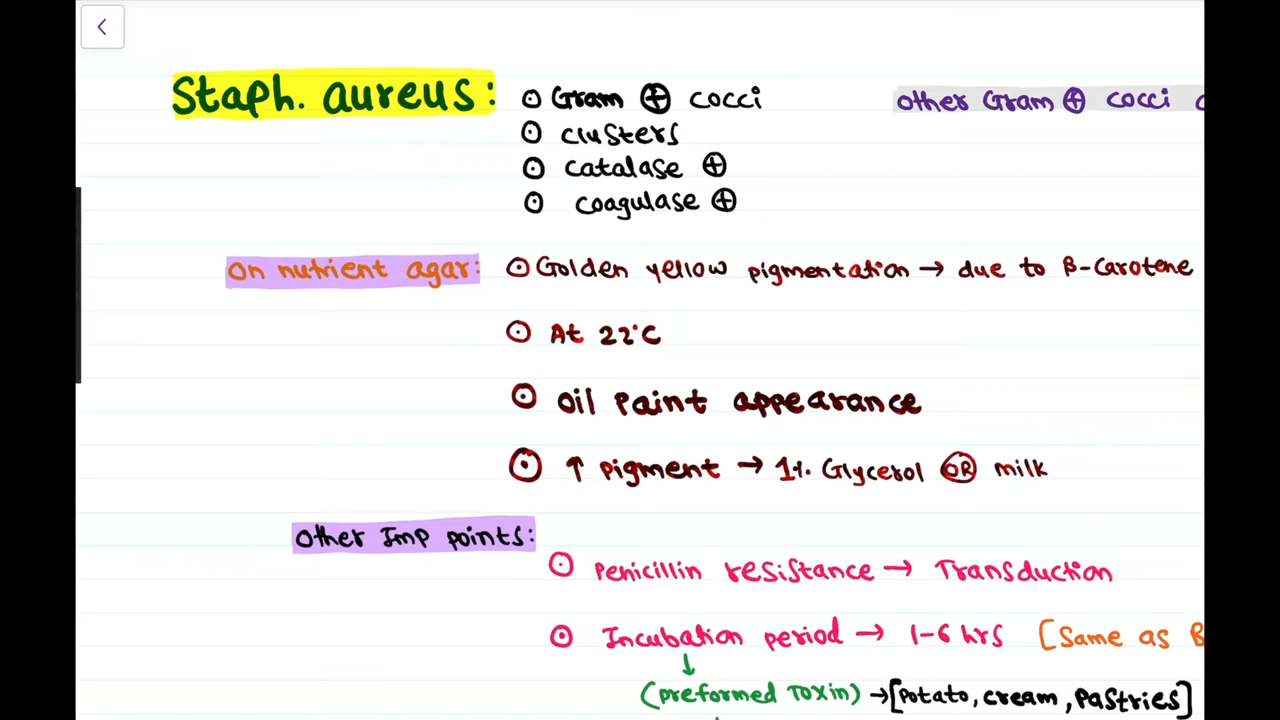 Staph. aureus:
⊙ Gram ⊕ cocci
other Gram ⊕ cocci
⊙ clusters
⊙ catalase ⊕
⊙ coagulase ⊕
on nutrient agar:
⊙ Golden yellow pigmentation → due to β-carotene
⊙ At 22°C
⊙ oil paint appearance
⊙ ↑ pigment → 1% Glycerol OR milk
other Imp points:
⊙ Penicillin resistance → Transduction
⊙ Incubation period → 1-6 hrs [Same as B
↓
(preformed Toxin) → [potato, cream, pastries]